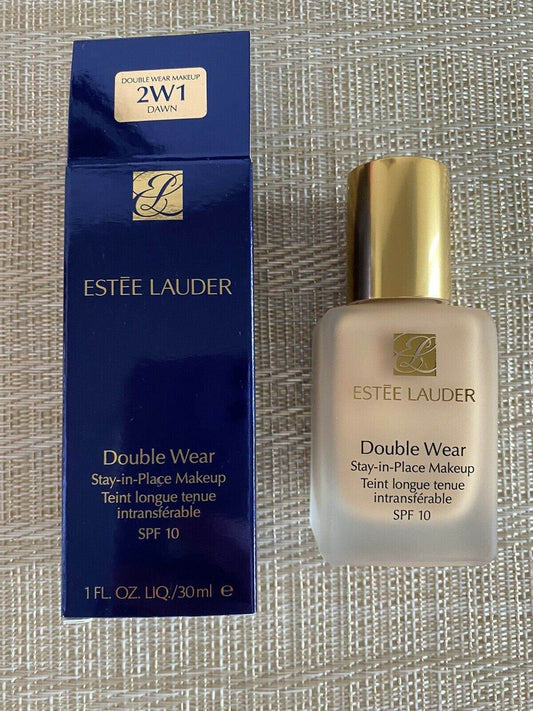 DOUBLE WEAR MAKEUP
2W1
DAWN
EL
ESTĒE LAUDER
Double Wear
Stay-in-Place Makeup
Teint longue tenue
intransférable
SPF 10
1 FL. OZ. LIQ./30 ml ℮
EL
ESTĒE LAUDER
Double Wear
Stay-in-Place Makeup
Teint longue tenue
intransférable
SPF 10